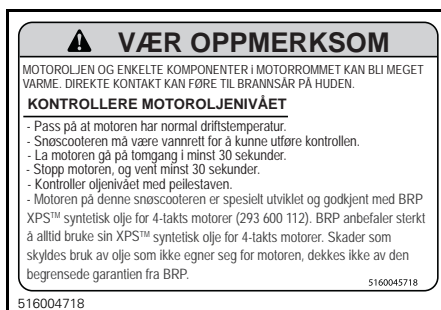 VÆR OPPMERKSOM
MOTOROLJEN OG ENKELTE KOMPONENTER i MOTORROMMET KAN BLI MEGET
VARME. DIREKTE KONTAKT KAN FØRE TIL BRANNSÅR PÅ HUDEN.
KONTROLLERE MOTOROLJENIVÅET
- Pass på at motoren har normal driftstemperatur.
- Snøscooteren må være vannrett for å kunne utføre kontrollen.
- La motoren gå på tomgang i minst 30 sekunder.
- Stopp motoren, og vent minst 30 sekunder.
- Kontroller oljenivået med peilestaven.
- Motoren på denne snøscooteren er spesielt utviklet og godkjent med BRP
XPS™ syntetisk olje for 4-takts motorer (293 600 112). BRP anbefaler sterkt
å alltid bruke sin XPS™ syntetisk olje for 4-takts motorer. Skader som
skyldes bruk av olje som ikke egner seg for motoren, dekkes ikke av den
begrensede garantien fra BRP.
5160045718
516004718